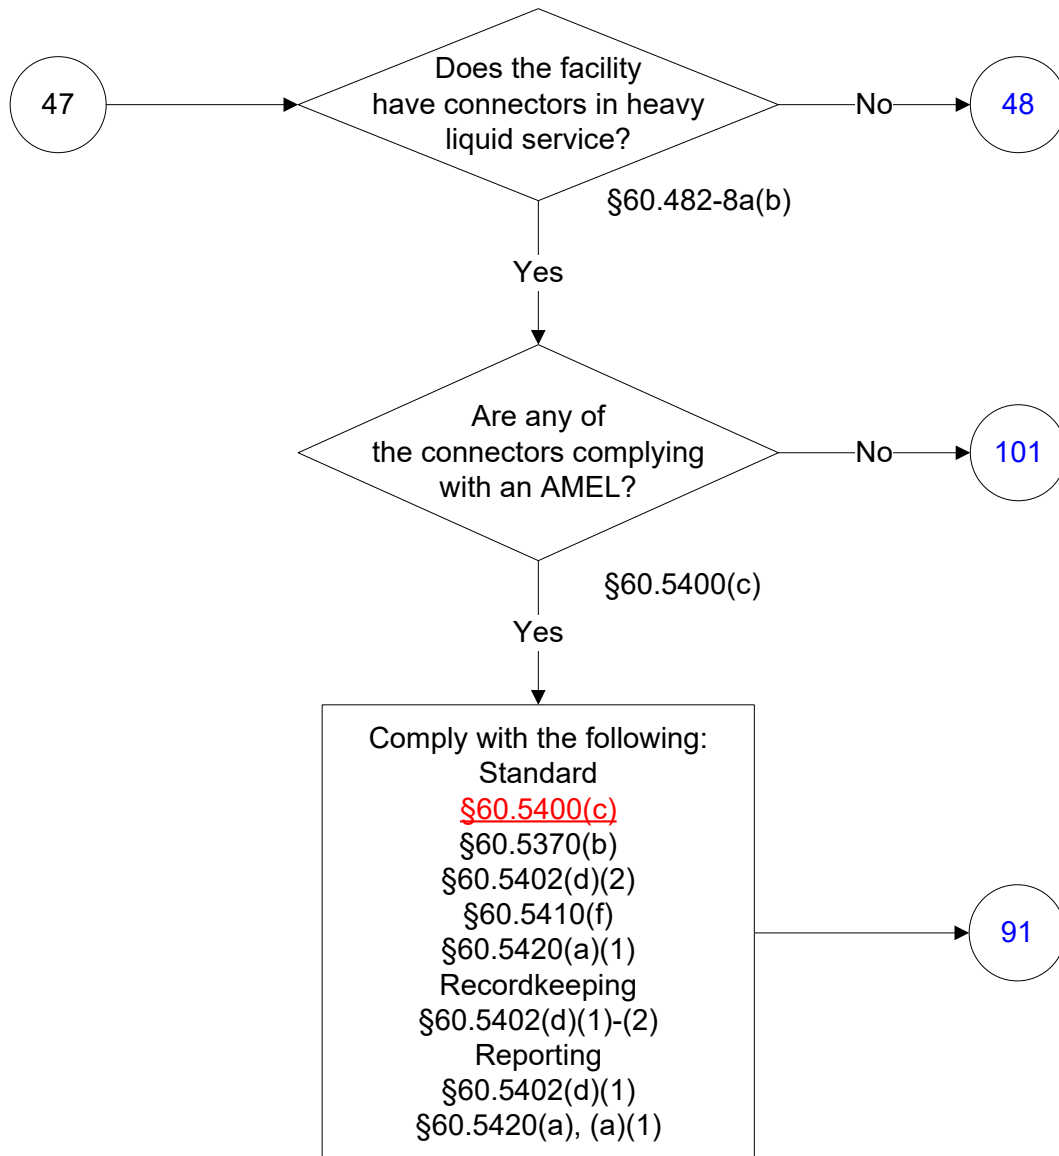 47
Does the facility
have connectors in heavy
liquid service?
No
48
§60.482-8a(b)
Yes
Are any of
the connectors complying
with an AMEL?
No
101
§60.5400(c)
Yes
Comply with the following:
Standard
§60.5400(c)
§60.5370(b)
§60.5402(d)(2)
§60.5410(f)
§60.5420(a)(1)
Recordkeeping
§60.5402(d)(1)-(2)
Reporting
§60.5402(d)(1)
§60.5420(a), (a)(1)
91